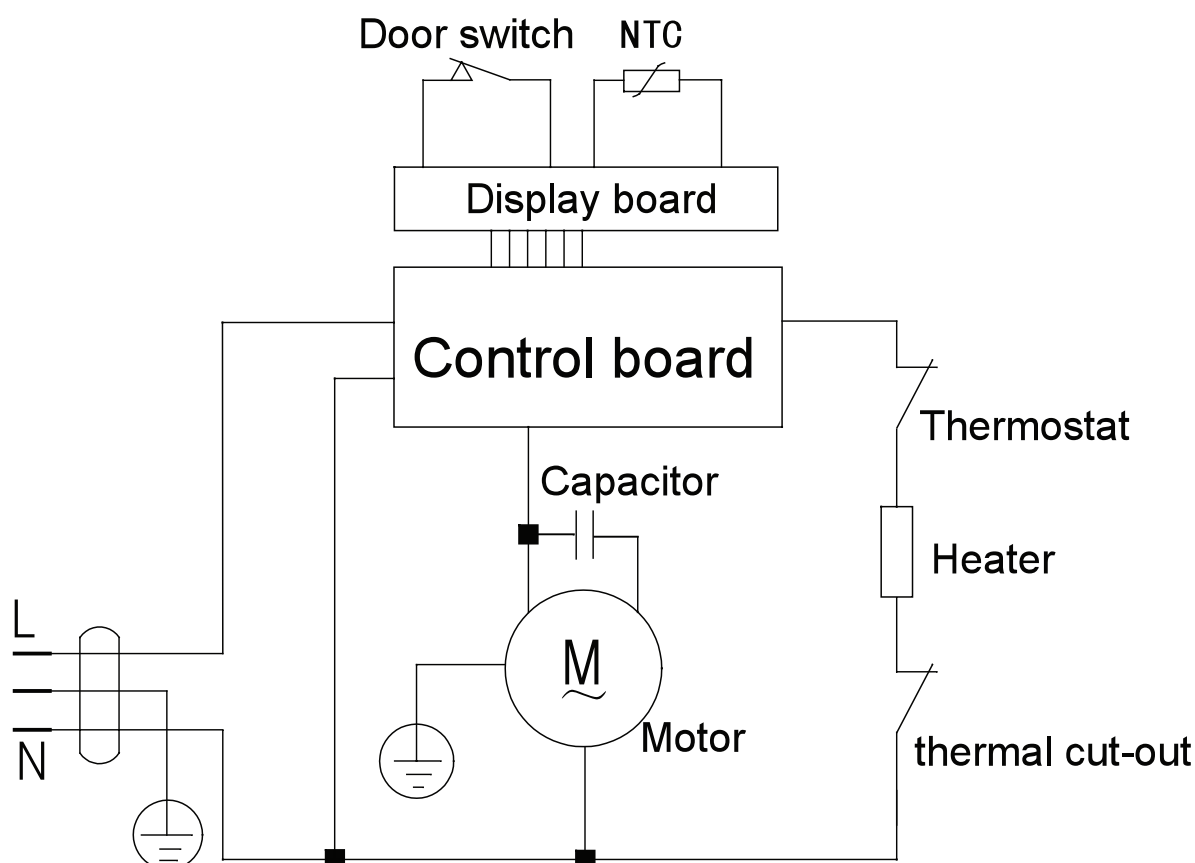 Door switch
NTC
Display board
Control board
Thermostat
Capacitor
Heater
L
M
Motor
N
thermal cut-out